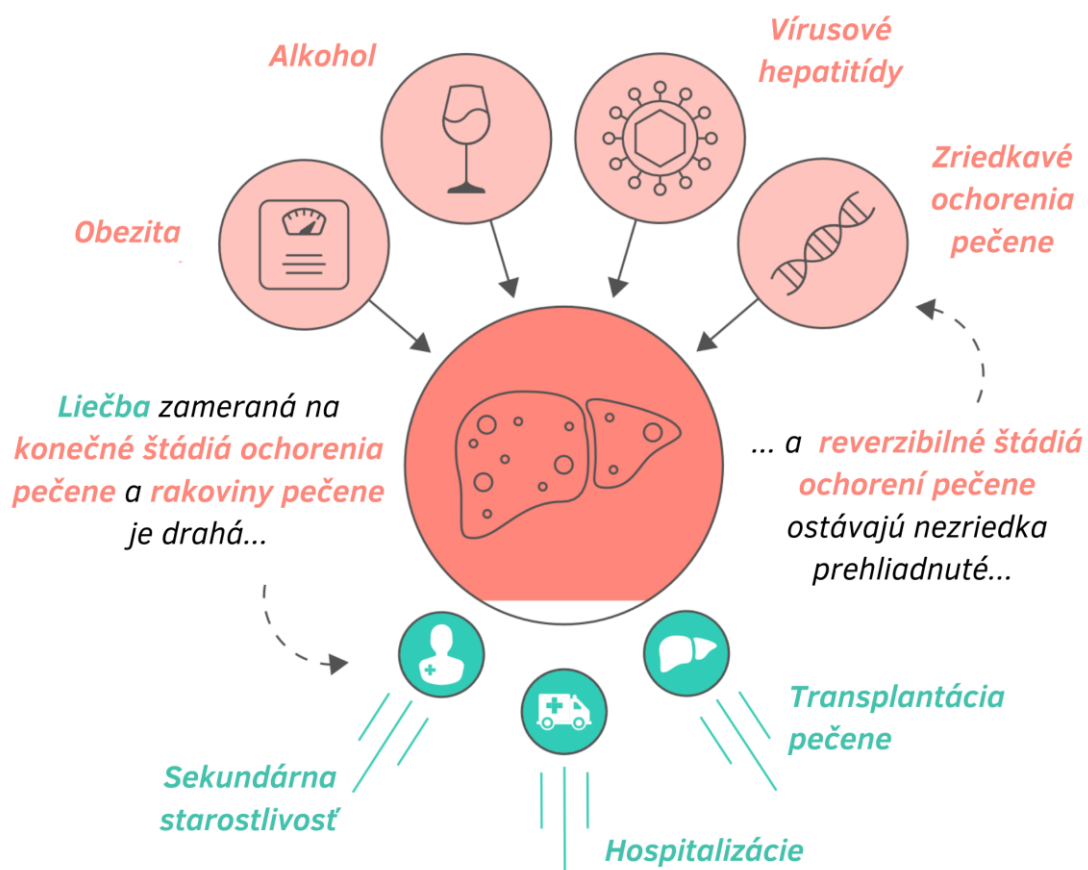 Alkohol
Vírusové
hepatitídy
Obezita
Zriedkavé
ochorenia
pečene
Liečba zameraná na
konečné štádiá ochorenia
pečene a rakoviny pečene
je drahá...
... a reverzibilné štádiá
ochorení pečene
ostávajú nezriedka
prehliadnuté...
Sekundárna
starostlivosť
Hospitalizácie
Transplantácia
pečene